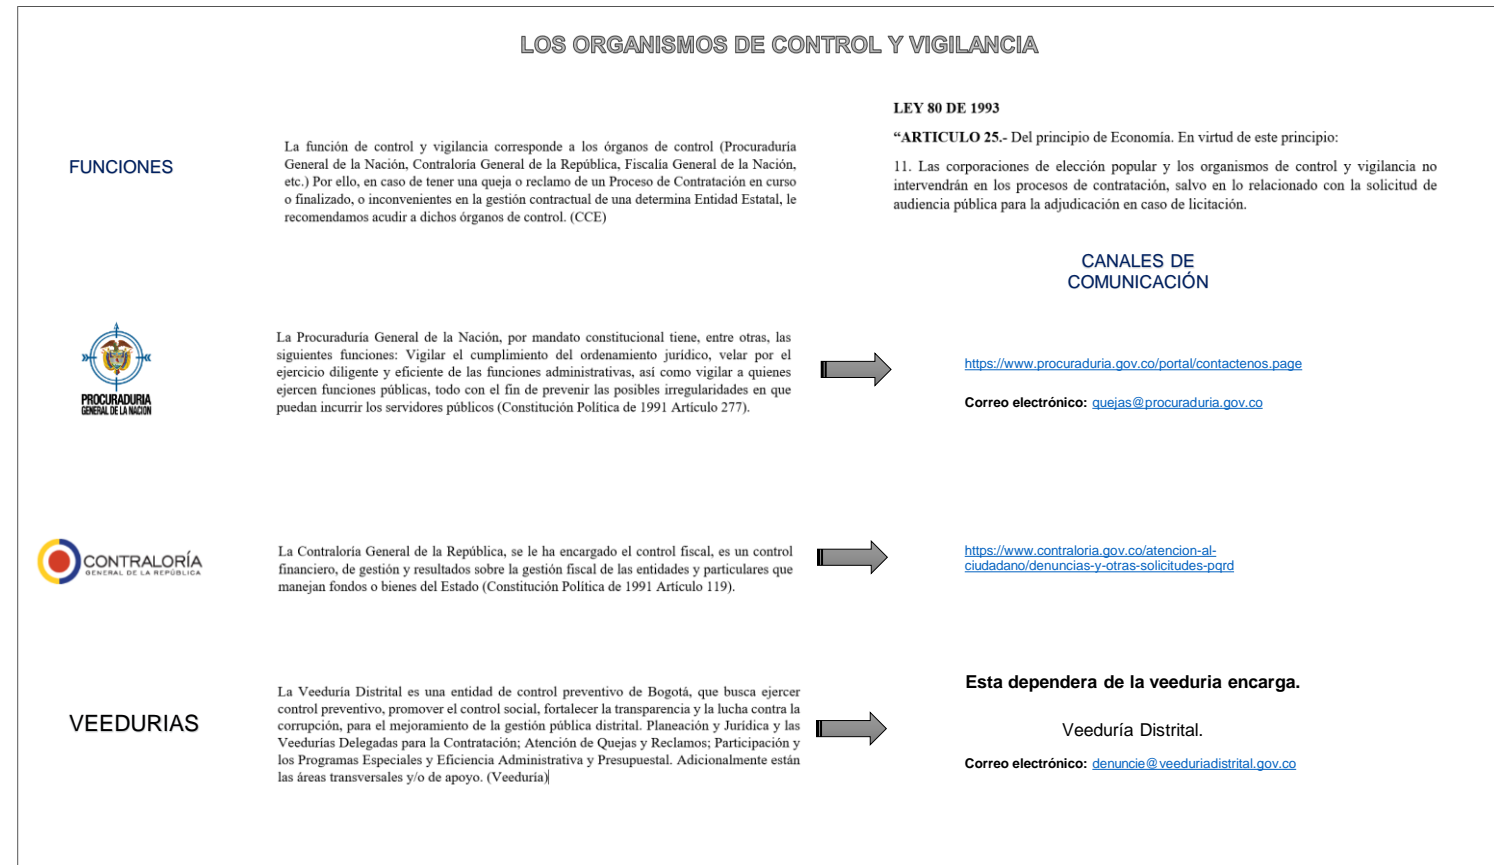 LOS ORGANISMOS DE CONTROL Y VIGILANCIA
FUNCIONES
La función de control y vigilancia corresponde a los órganos de control (Procuraduría
General de la Nación, Contraloría General de la República, Fiscalía General de la Nación,
etc.) Por ello, en caso de tener una queja o reclamo de un Proceso de Contratación en curso
o finalizado, o inconvenientes en la gestión contractual de una determina Entidad Estatal, le
recomendamos acudir a dichos órganos de control. (CCE)
LEY 80 DE 1993
“ARTICULO 25.- Del principio de Economía. En virtud de este principio:
11. Las corporaciones de elección popular y los organismos de control y vigilancia no
intervendrán en los procesos de contratación, salvo en lo relacionado con la solicitud de
audiencia pública para la adjudicación en caso de licitación.
CANALES DE
COMUNICACIÓN
PROCURADURIA
GENERAL DE LA NACION
La Procuraduría General de la Nación, por mandato constitucional tiene, entre otras, las
siguientes funciones: Vigilar el cumplimiento del ordenamiento jurídico, velar por el
ejercicio diligente y eficiente de las funciones administrativas, así como vigilar a quienes
ejercen funciones públicas, todo con el fin de prevenir las posibles irregularidades en que
puedan incurrir los servidores públicos (Constitución Política de 1991 Artículo 277).
https://www.procuraduria.gov.co/portal/contactenos.page
Correo electrónico: quejas@procuraduria.gov.co
CONTRALORÍA
GENERAL DE LA REPÚBLICA
La Contraloría General de la República, se le ha encargado el control fiscal, es un control
financiero, de gestión y resultados sobre la gestión fiscal de las entidades y particulares que
manejan fondos o bienes del Estado (Constitución Política de 1991 Artículo 119).
https://www.contraloria.gov.co/atencion-al-
ciudadano/denuncias-y-otras-solicitudes-pqrd
VEEDURIAS
La Veeduría Distrital es una entidad de control preventivo de Bogotá, que busca ejercer
control preventivo, promover el control social, fortalecer la transparencia y la lucha contra la
corrupción, para el mejoramiento de la gestión pública distrital. Planeación y Jurídica y las
Veedurías Delegadas para la Contratación; Atención de Quejas y Reclamos; Participación y
los Programas Especiales y Eficiencia Administrativa y Presupuestal. Adicionalmente están
las áreas transversales y/o de apoyo. (Veeduría)
Esta dependera de la veeduria encarga.
Veeduría Distrital.
Correo electrónico: denuncie@veeduriadistrital.gov.co